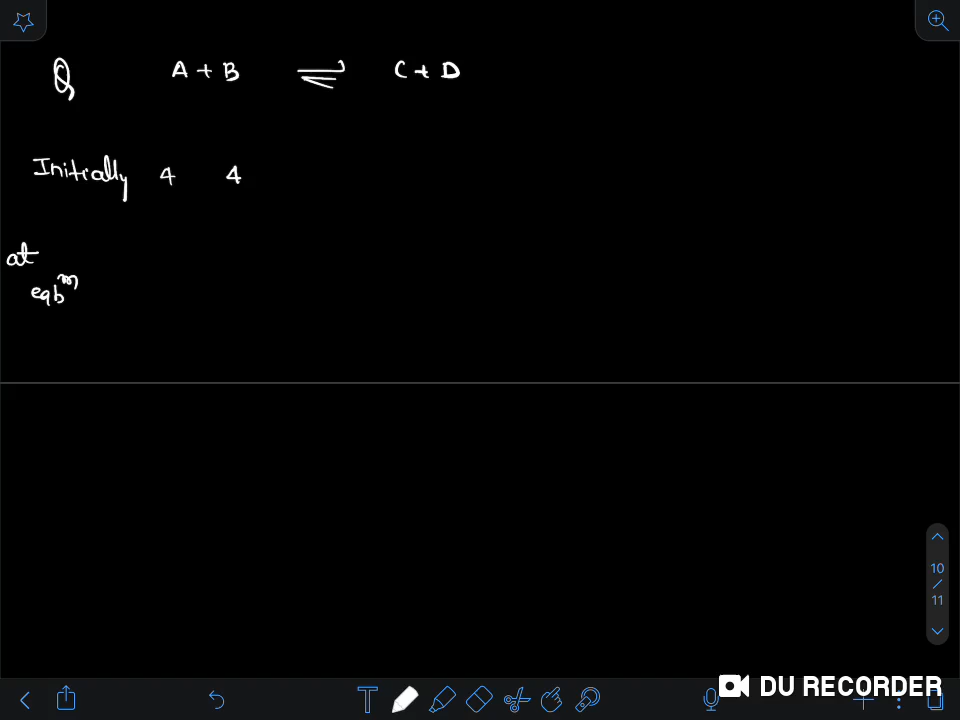 Q A + B ⇌ C + D
Initially 4 4
at
eqbᵐ
10
/
11
T
DU RECORDER